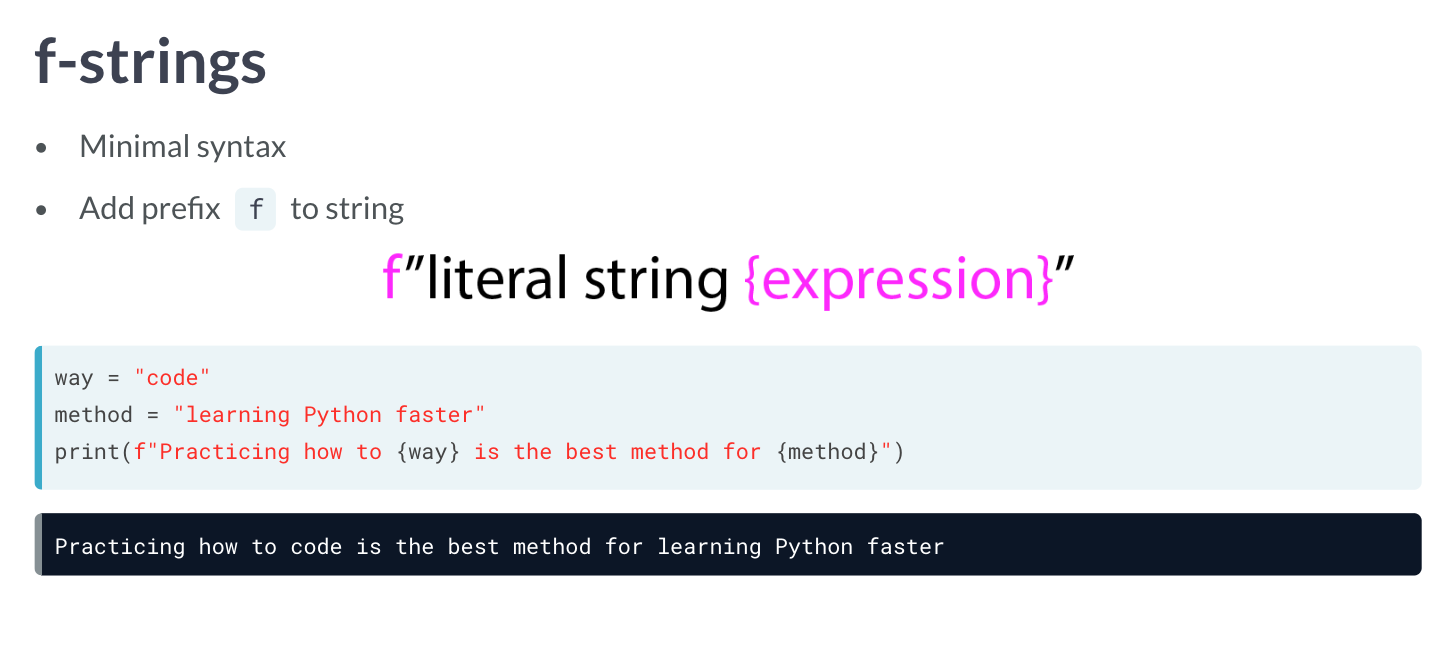 f-strings
• Minimal syntax
• Add prefix f to string
f”literal string {expression}”
way = "code"
method = "learning Python faster"
print(f"Practicing how to {way} is the best method for {method}")
Practicing how to code is the best method for learning Python faster